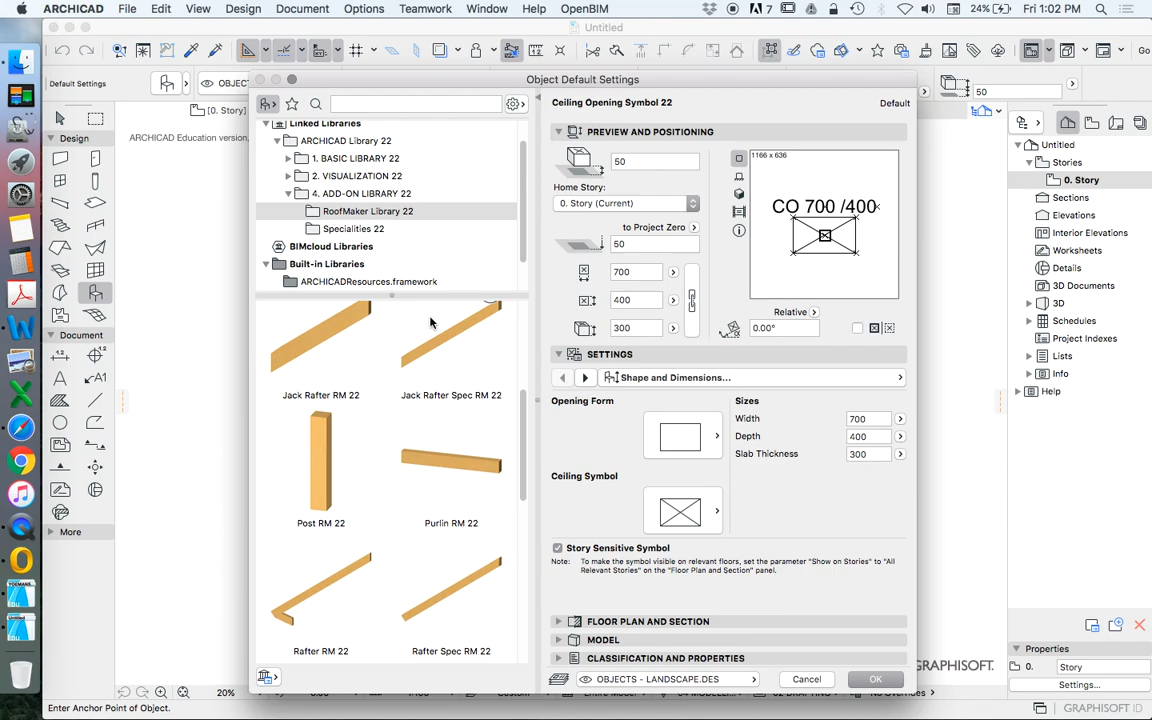 ARCHICAD File Edit View Design Document Options Teamwork Window Help OpenBIM 7 24% Fri 1:02 PM
Untitled
Go
Default Settings
OBJEC
Object Default Settings
50
[0. Story]
ARCHICAD Education version,
Design
Document
More
Linked Libraries
ARCHICAD Library 22
1. BASIC LIBRARY 22
2. VISUALIZATION 22
4. ADD-ON LIBRARY 22
RoofMaker Library 22
Specialities 22
BIMcloud Libraries
Built-in Libraries
ARCHICADResources.framework
Jack Rafter RM 22
Jack Rafter Spec RM 22
Post RM 22
Purlin RM 22
Rafter RM 22
Rafter Spec RM 22
Ceiling Opening Symbol 22
Default
PREVIEW AND POSITIONING
50
Home Story:
0. Story (Current)
to Project Zero
50
700
400
300
1166 x 636
CO 700 /400
Relative
0.00°
SETTINGS
Shape and Dimensions...
Opening Form
Ceiling Symbol
Sizes
Width 700
Depth 400
Slab Thickness 300
Story Sensitive Symbol
Note: To make the symbol visible on relevant floors, set the parameter "Show on Stories" to "All
Relevant Stories" on the "Floor Plan and Section" panel.
FLOOR PLAN AND SECTION
MODEL
CLASSIFICATION AND PROPERTIES
OBJECTS - LANDSCAPE.DES
Cancel
OK
Untitled
Stories
0. Story
Sections
Elevations
Interior Elevations
Worksheets
Details
3D Documents
3D
Schedules
Project Indexes
Lists
Info
Help
Properties
0. Story
Settings...
GRAPHISOFT.
20%
Enter Anchor Point of Object.
GRAPHISOFT ID